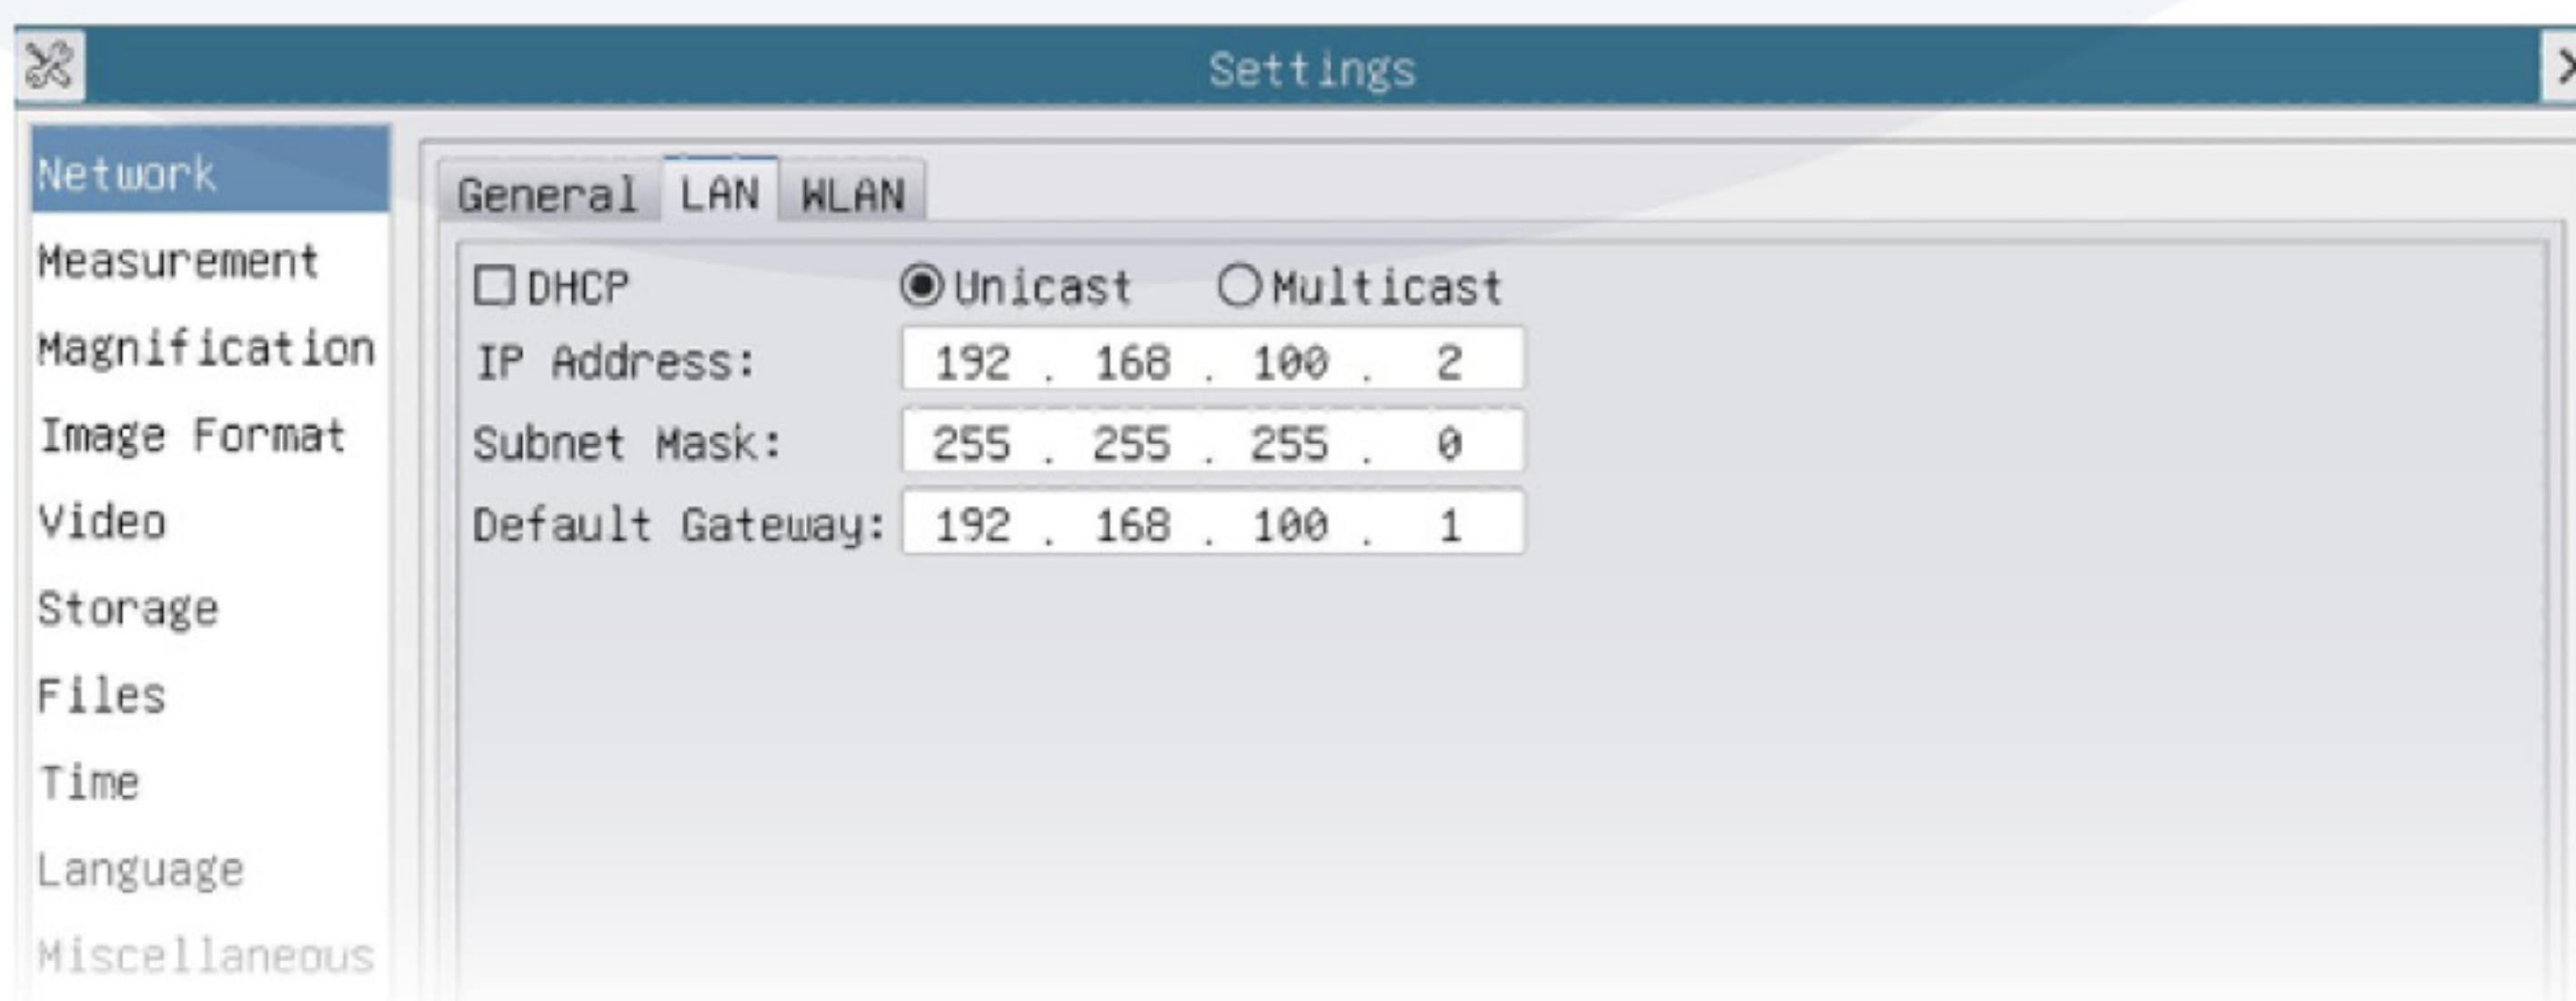 Settings
Network
Measurement
Magnification
Image Format
Video
Storage
Files
Time
Language
Miscellaneous
General LAN WLAN
DHCP Unicast Multicast
IP Address: 192 . 168 . 100 . 2
Subnet Mask: 255 . 255 . 255 . 0
Default Gateway: 192 . 168 . 100 . 1